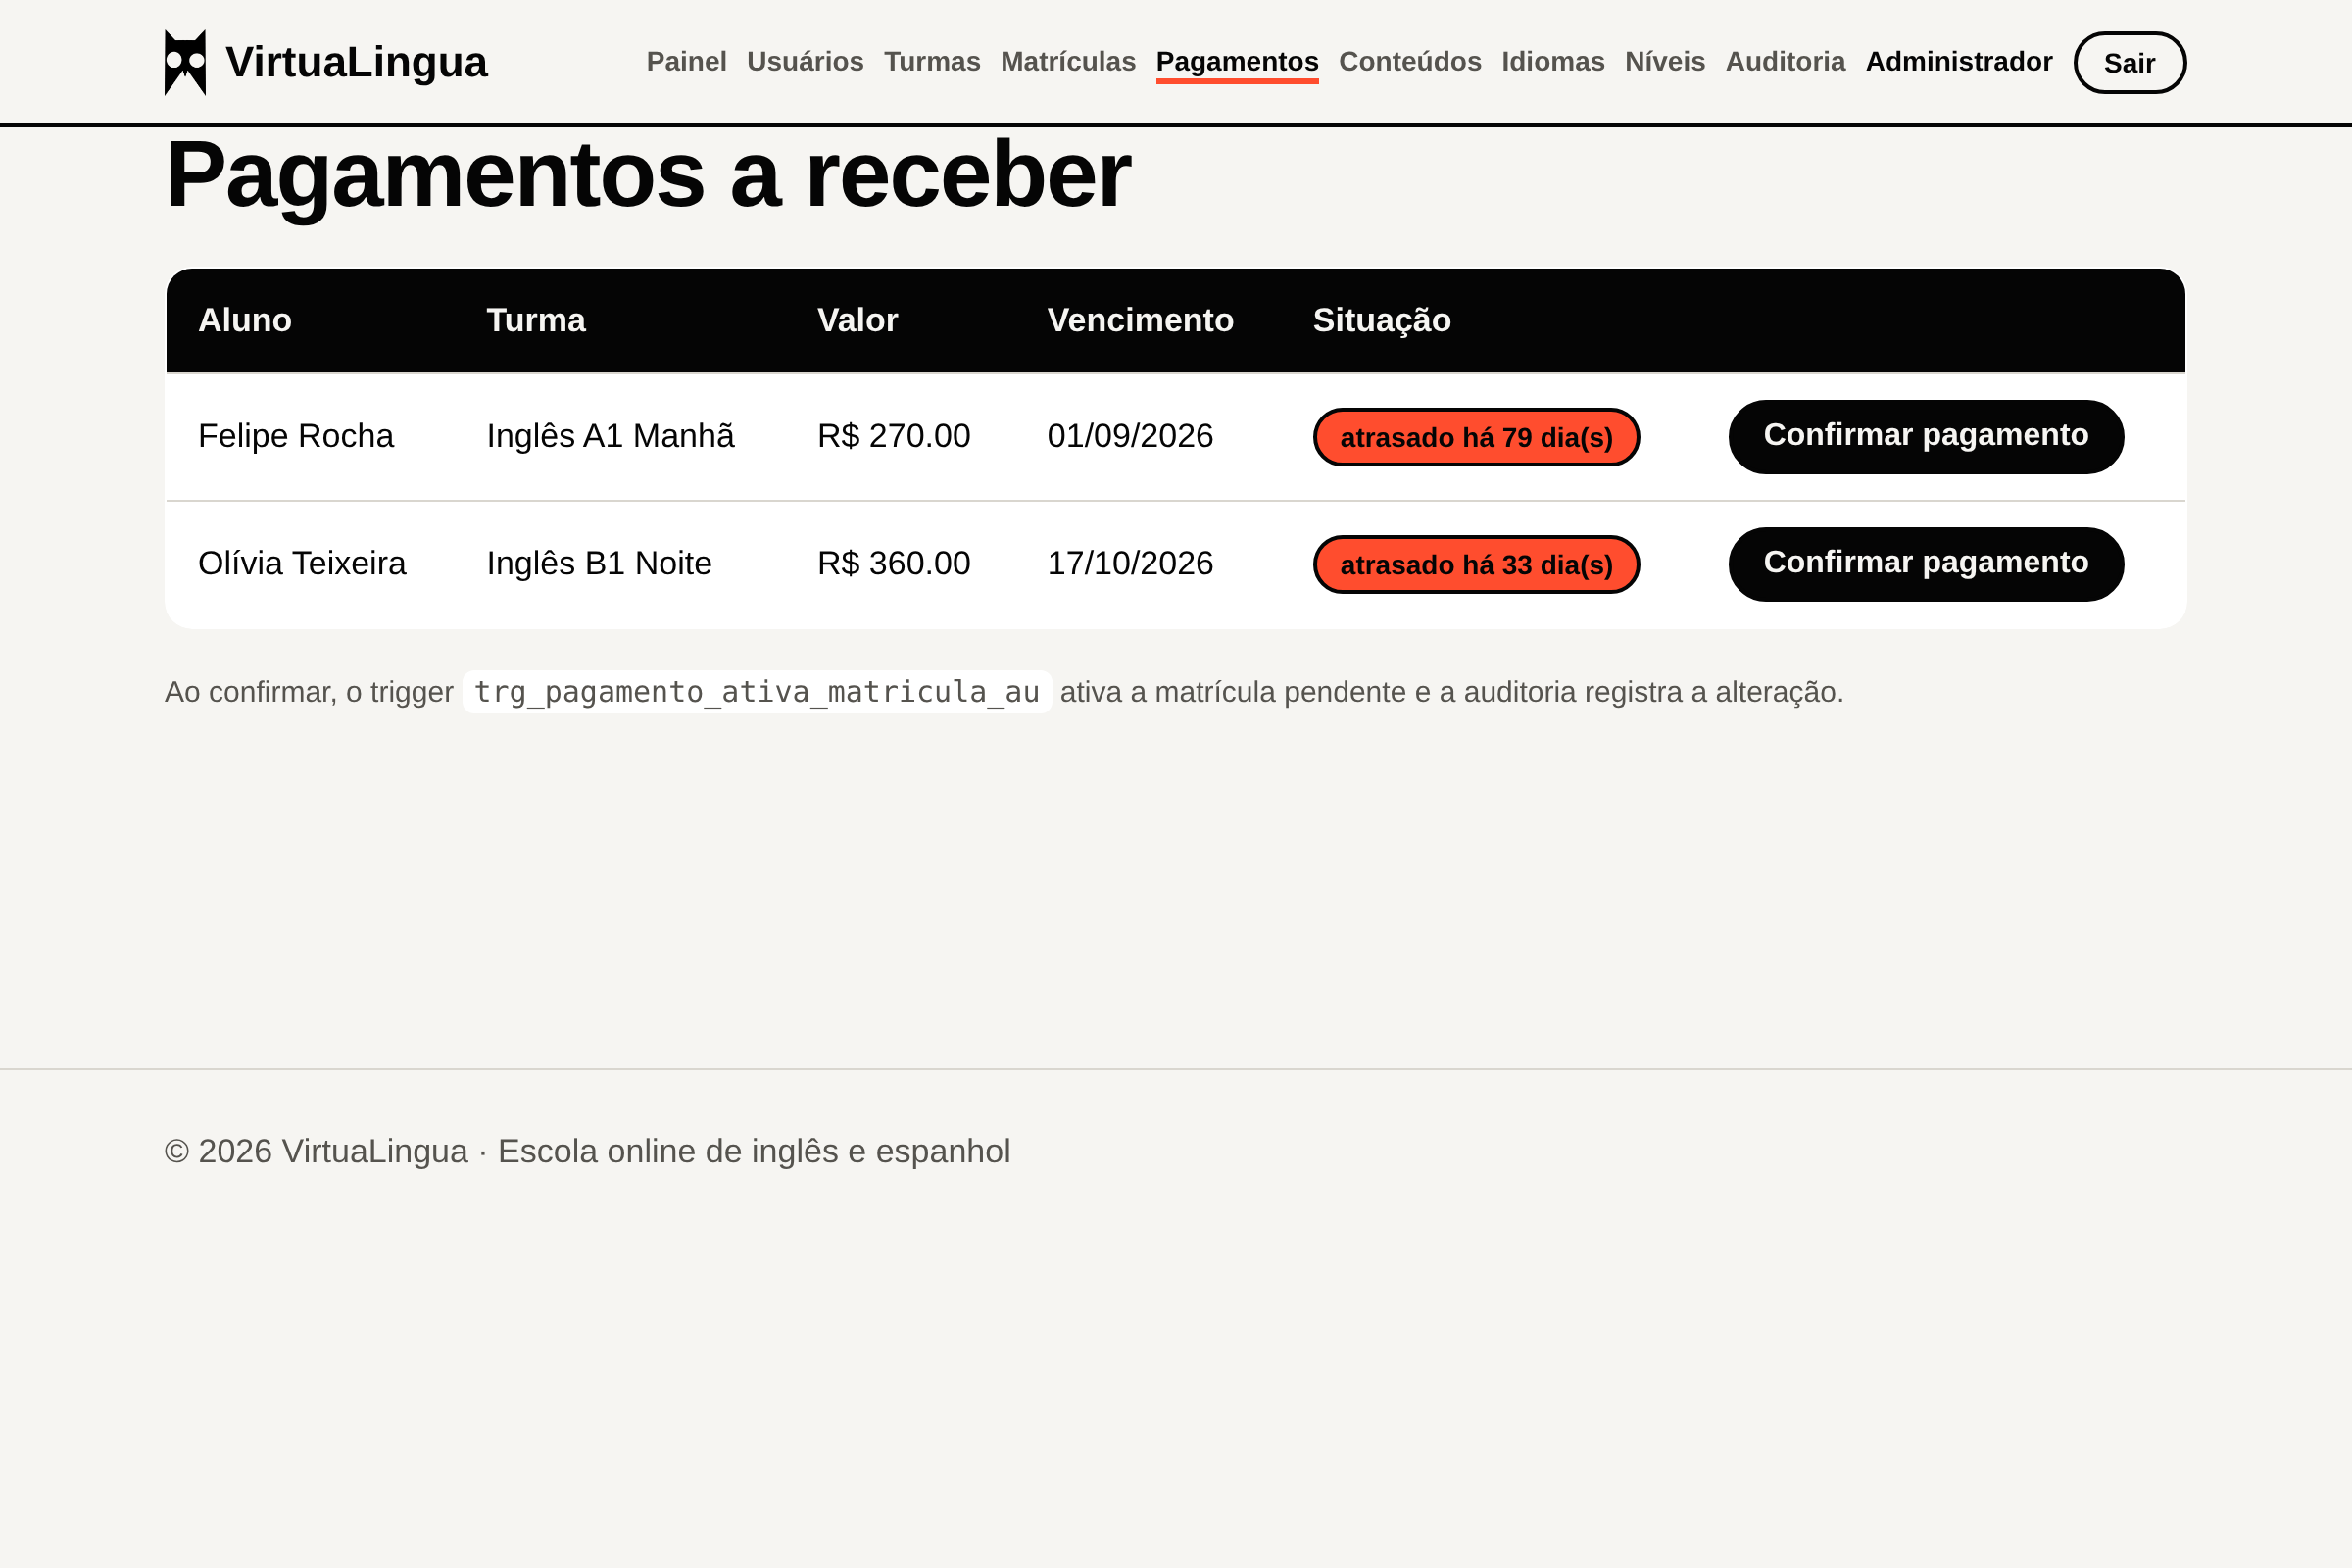 VirtuaLingua
Painel Usuários Turmas Matrículas Pagamentos Conteúdos Idiomas Níveis Auditoria Administrador Sair
Pagamentos a receber
Aluno Turma Valor Vencimento Situação
Felipe Rocha Inglês A1 Manhã R$ 270.00 01/09/2026 atrasado há 79 dia(s) Confirmar pagamento
Olívia Teixeira Inglês B1 Noite R$ 360.00 17/10/2026 atrasado há 33 dia(s) Confirmar pagamento
Ao confirmar, o trigger trg_pagamento_ativa_matricula_au ativa a matrícula pendente e a auditoria registra a alteração.
© 2026 VirtuaLingua · Escola online de inglês e espanhol